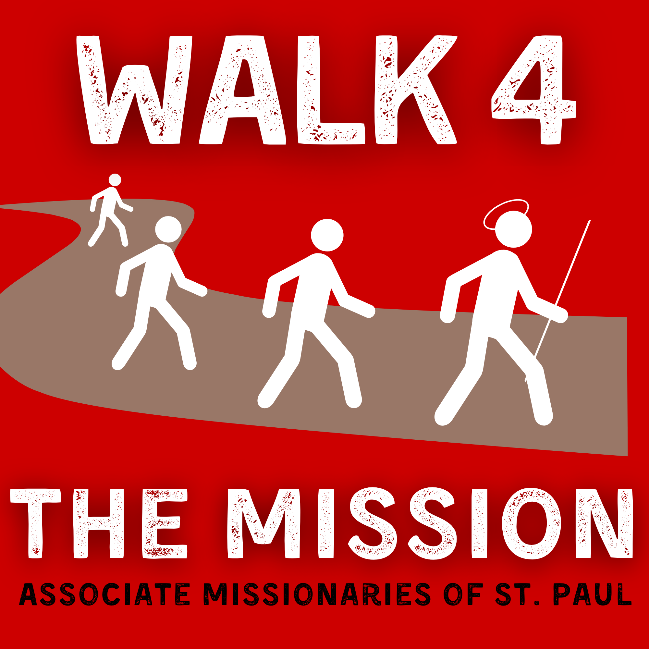 WALK 4
THE MISSION
ASSOCIATE MISSIONARIES OF ST. PAUL